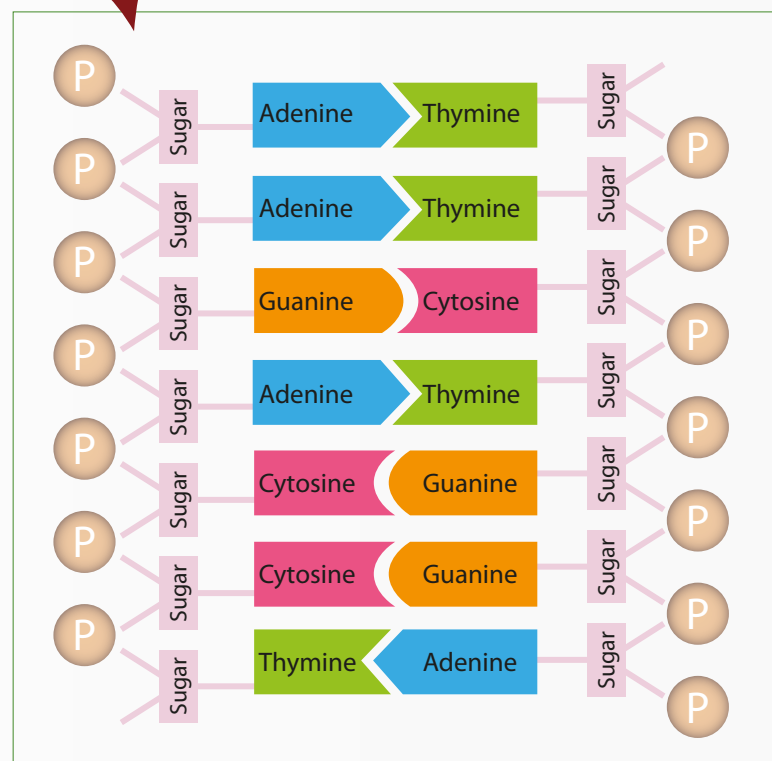 P
Sugar Adenine Thymine Sugar
P P
Sugar Adenine Thymine Sugar
P P
Sugar Guanine Cytosine Sugar
P P
Sugar Adenine Thymine Sugar
P P
Sugar Cytosine Guanine Sugar
P P
Sugar Cytosine Guanine Sugar
P P
Sugar Thymine Adenine Sugar
P